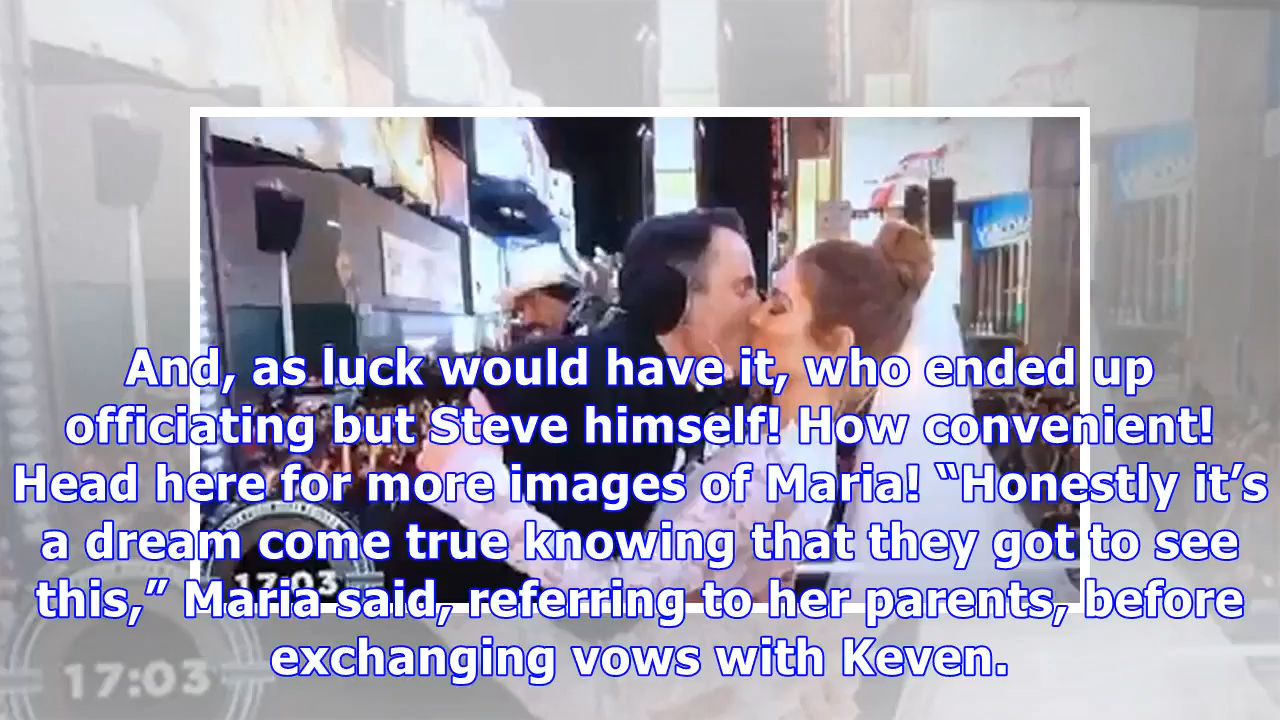 And, as luck would have it, who ended up
officiating but Steve himself! How convenient!
Head here for more images of Maria! “Honestly it’s
a dream come true knowing that they got to see
this,” Maria said, referring to her parents, before
exchanging vows with Keven.
17:03
17:03